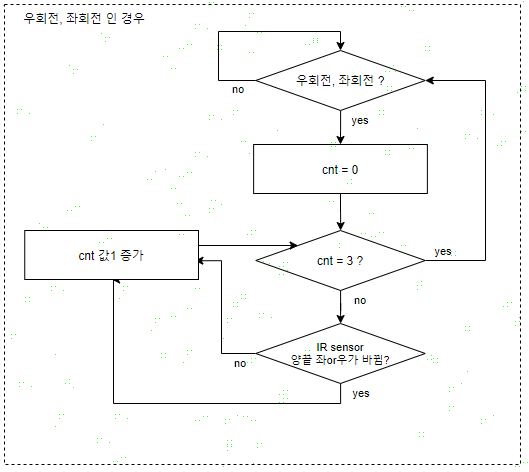 우회전, 좌회전 인 경우
우회전, 좌회전 ?
no
yes
cnt = 0
cnt 값1 증가
cnt = 3 ?
yes
no
IR sensor
양끝 좌or우가 바뀜?
no
yes